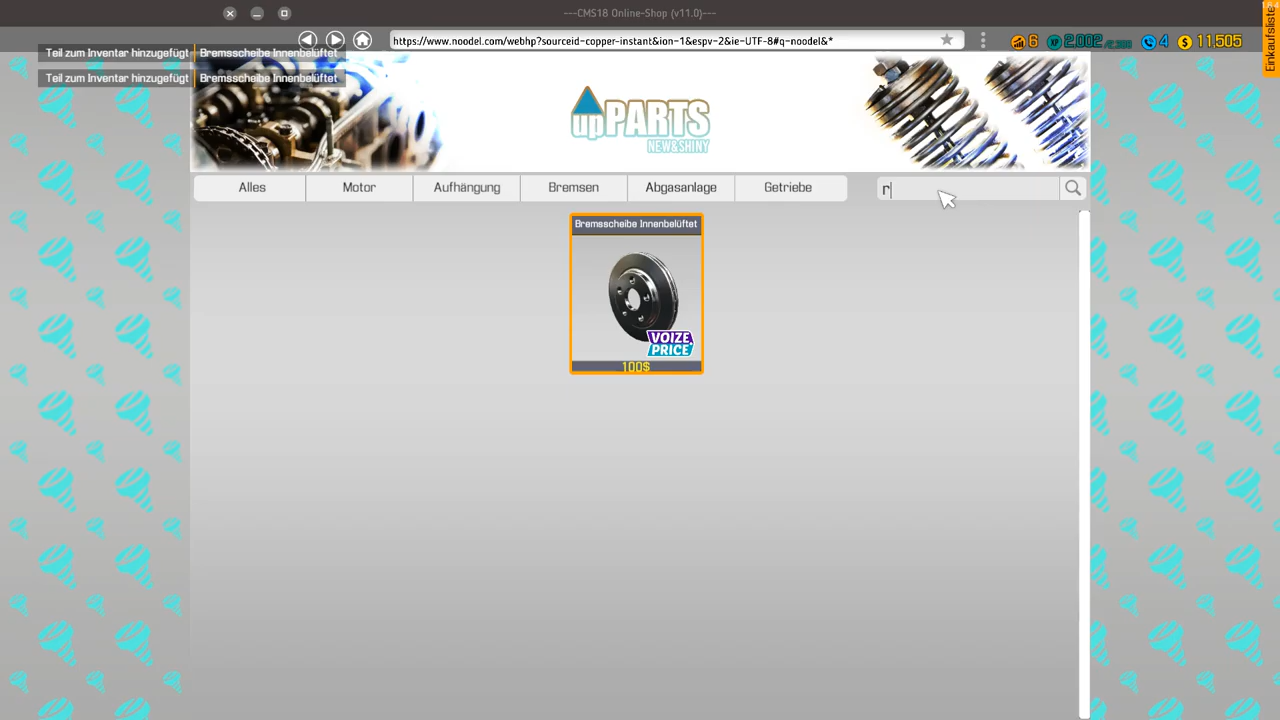 ---CMS18 Online-Shop (v11.0)---
https://www.noodel.com/webhp?sourceid-copper-instant&ion-1&espv-2&ie-UTF-8#q-noodel&*
6
XP 2,002
4
$ 11,505
Einkaufsliste
Teil zum Inventar hinzugefügt Bremsscheibe Innenbelüftet
Teil zum Inventar hinzugefügt Bremsscheibe Innenbelüftet
upPARTS
NEW&SHINY
Alles Motor Aufhängung Bremsen Abgasanlage Getriebe
r
Bremsscheibe Innenbelüftet
VOIZE
PRICE
100$